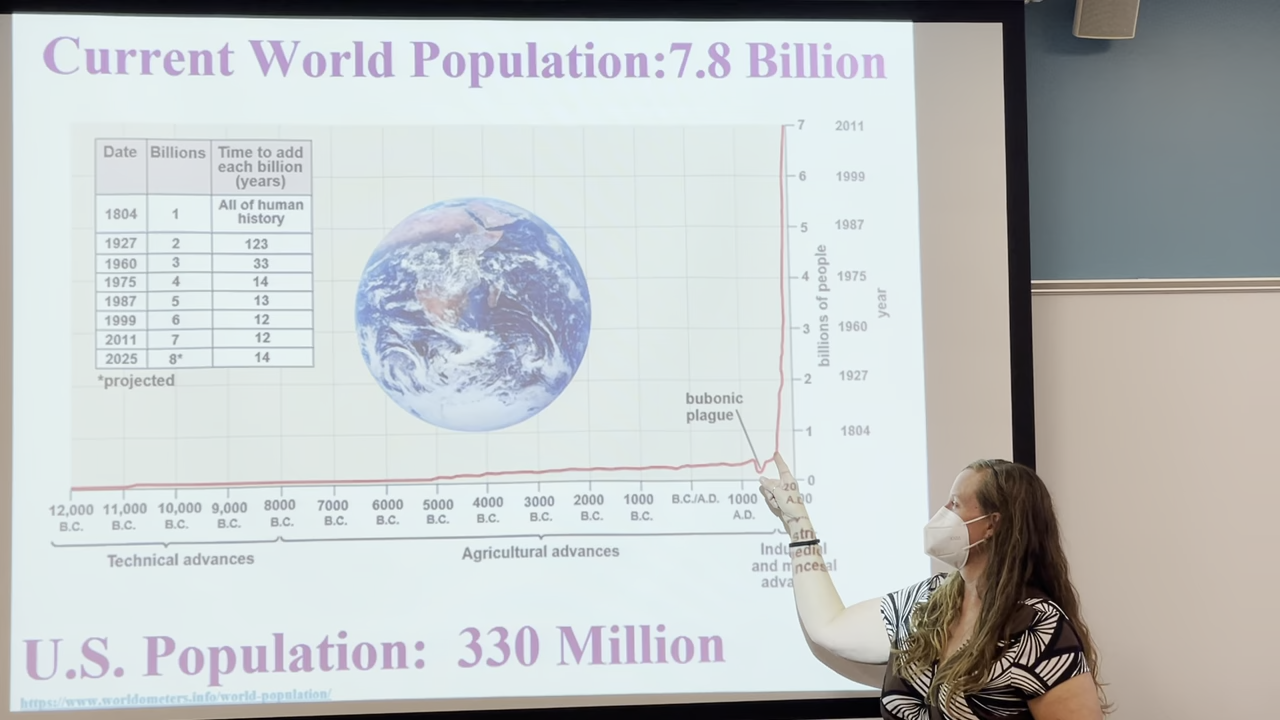 Current World Population:7.8 Billion
Date Billions Time to add
each billion
(years)
1804 1 All of human
history
1927 2 123
1960 3 33
1975 4 14
1987 5 13
1999 6 12
2011 7 12
2025 8* 14
*projected
bubonic
plague
7 2011
6 1999
5 1987
4 1975
3 1960
2 1927
1 1804
0
billions of people
year
12,000 11,000 10,000 9,000 8000 7000 6000 5000 4000 3000 2000 1000 B.C./A.D. 1000
B.C. B.C. B.C. B.C. B.C. B.C. B.C. B.C. B.C. B.C. B.C. B.C. A.D.
Technical advances
Agricultural advances
and
U.S. Population: 330 Million
https://www.worldometers.info/world-population/